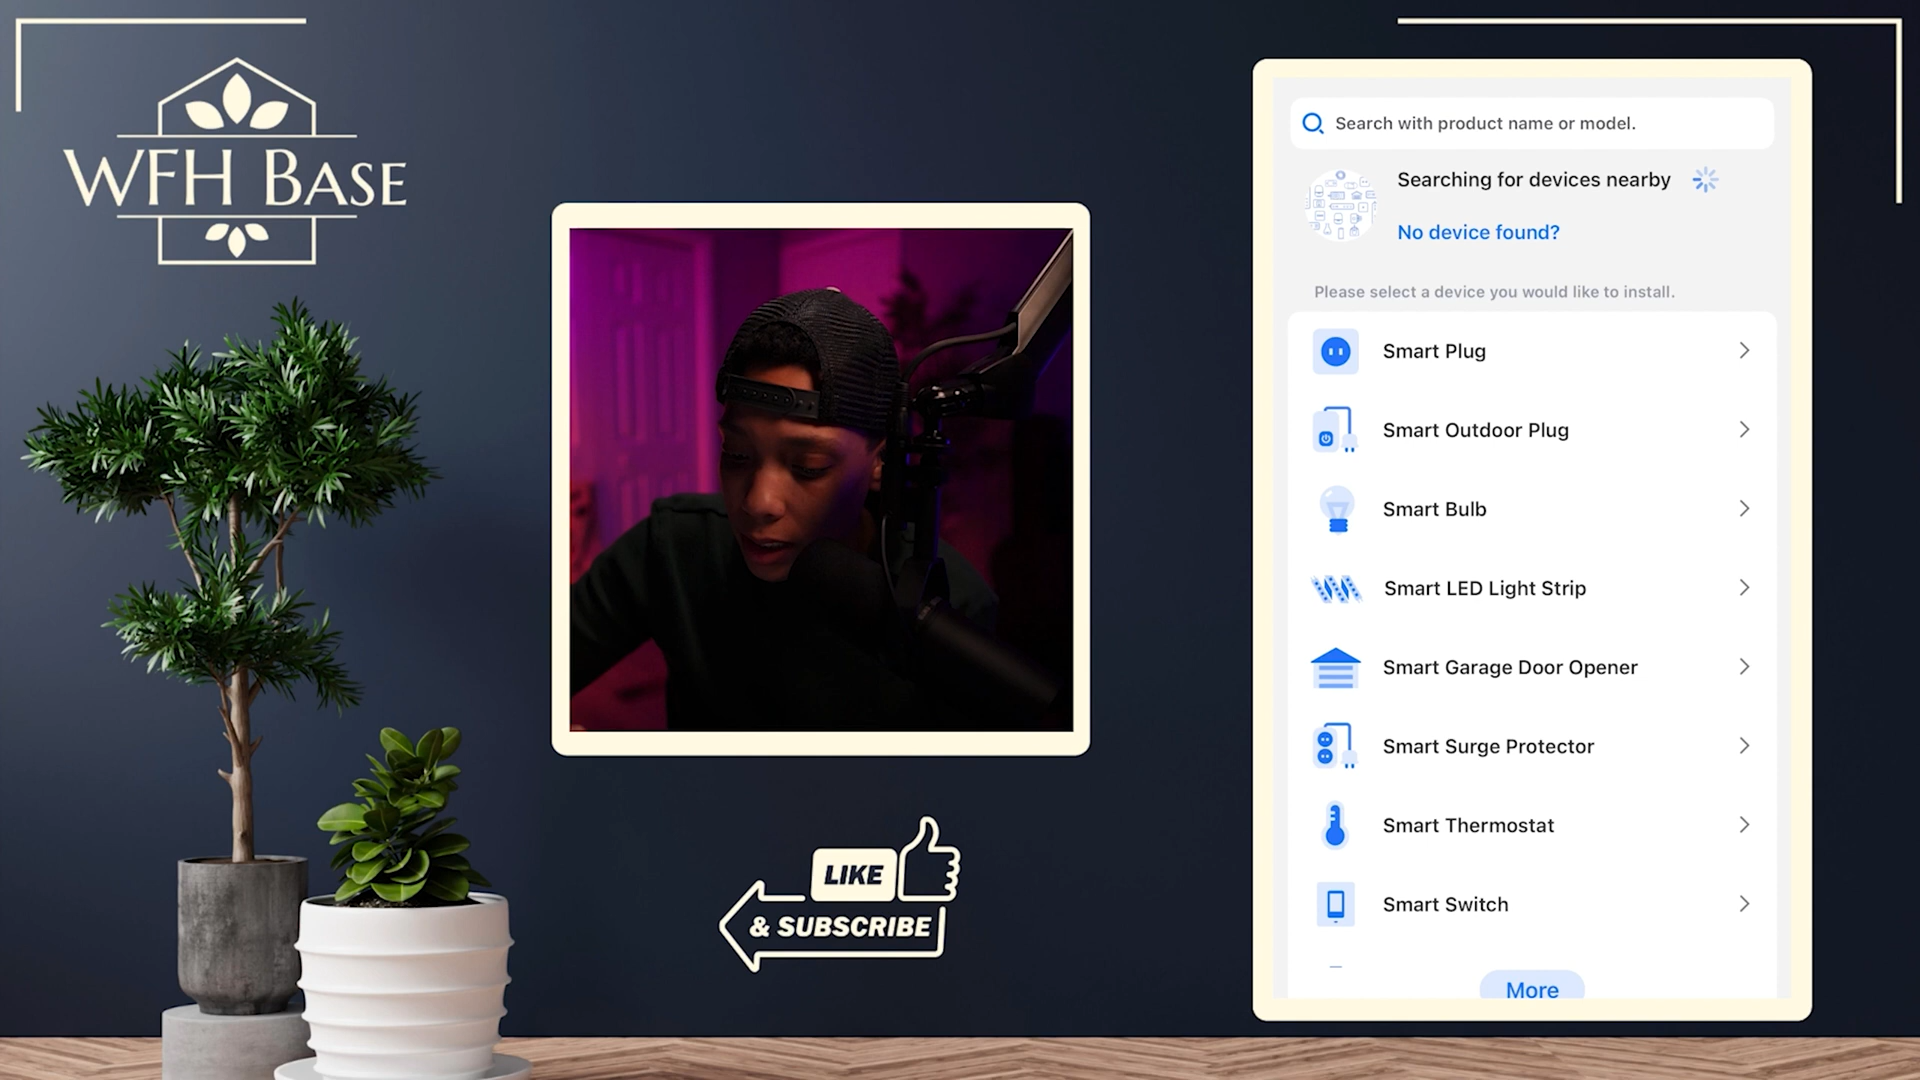 WFH BASE
LIKE
& SUBSCRIBE
Search with product name or model.
Searching for devices nearby
No device found?
Please select a device you would like to install.
Smart Plug
Smart Outdoor Plug
Smart Bulb
Smart LED Light Strip
Smart Garage Door Opener
Smart Surge Protector
Smart Thermostat
Smart Switch
More